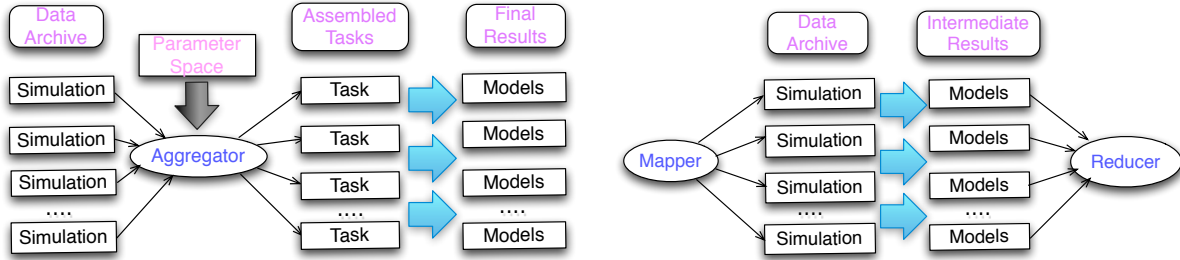 Data
Archive
Parameter
Space
Assembled
Tasks
Final
Results
Simulation
Simulation
Simulation
....
Simulation
Aggregator
Task
Task
Task
....
Task
Models
Models
Models
....
Models
Data
Archive
Intermediate
Results
Mapper
Simulation
Simulation
Simulation
....
Simulation
Models
Models
Models
....
Models
Reducer